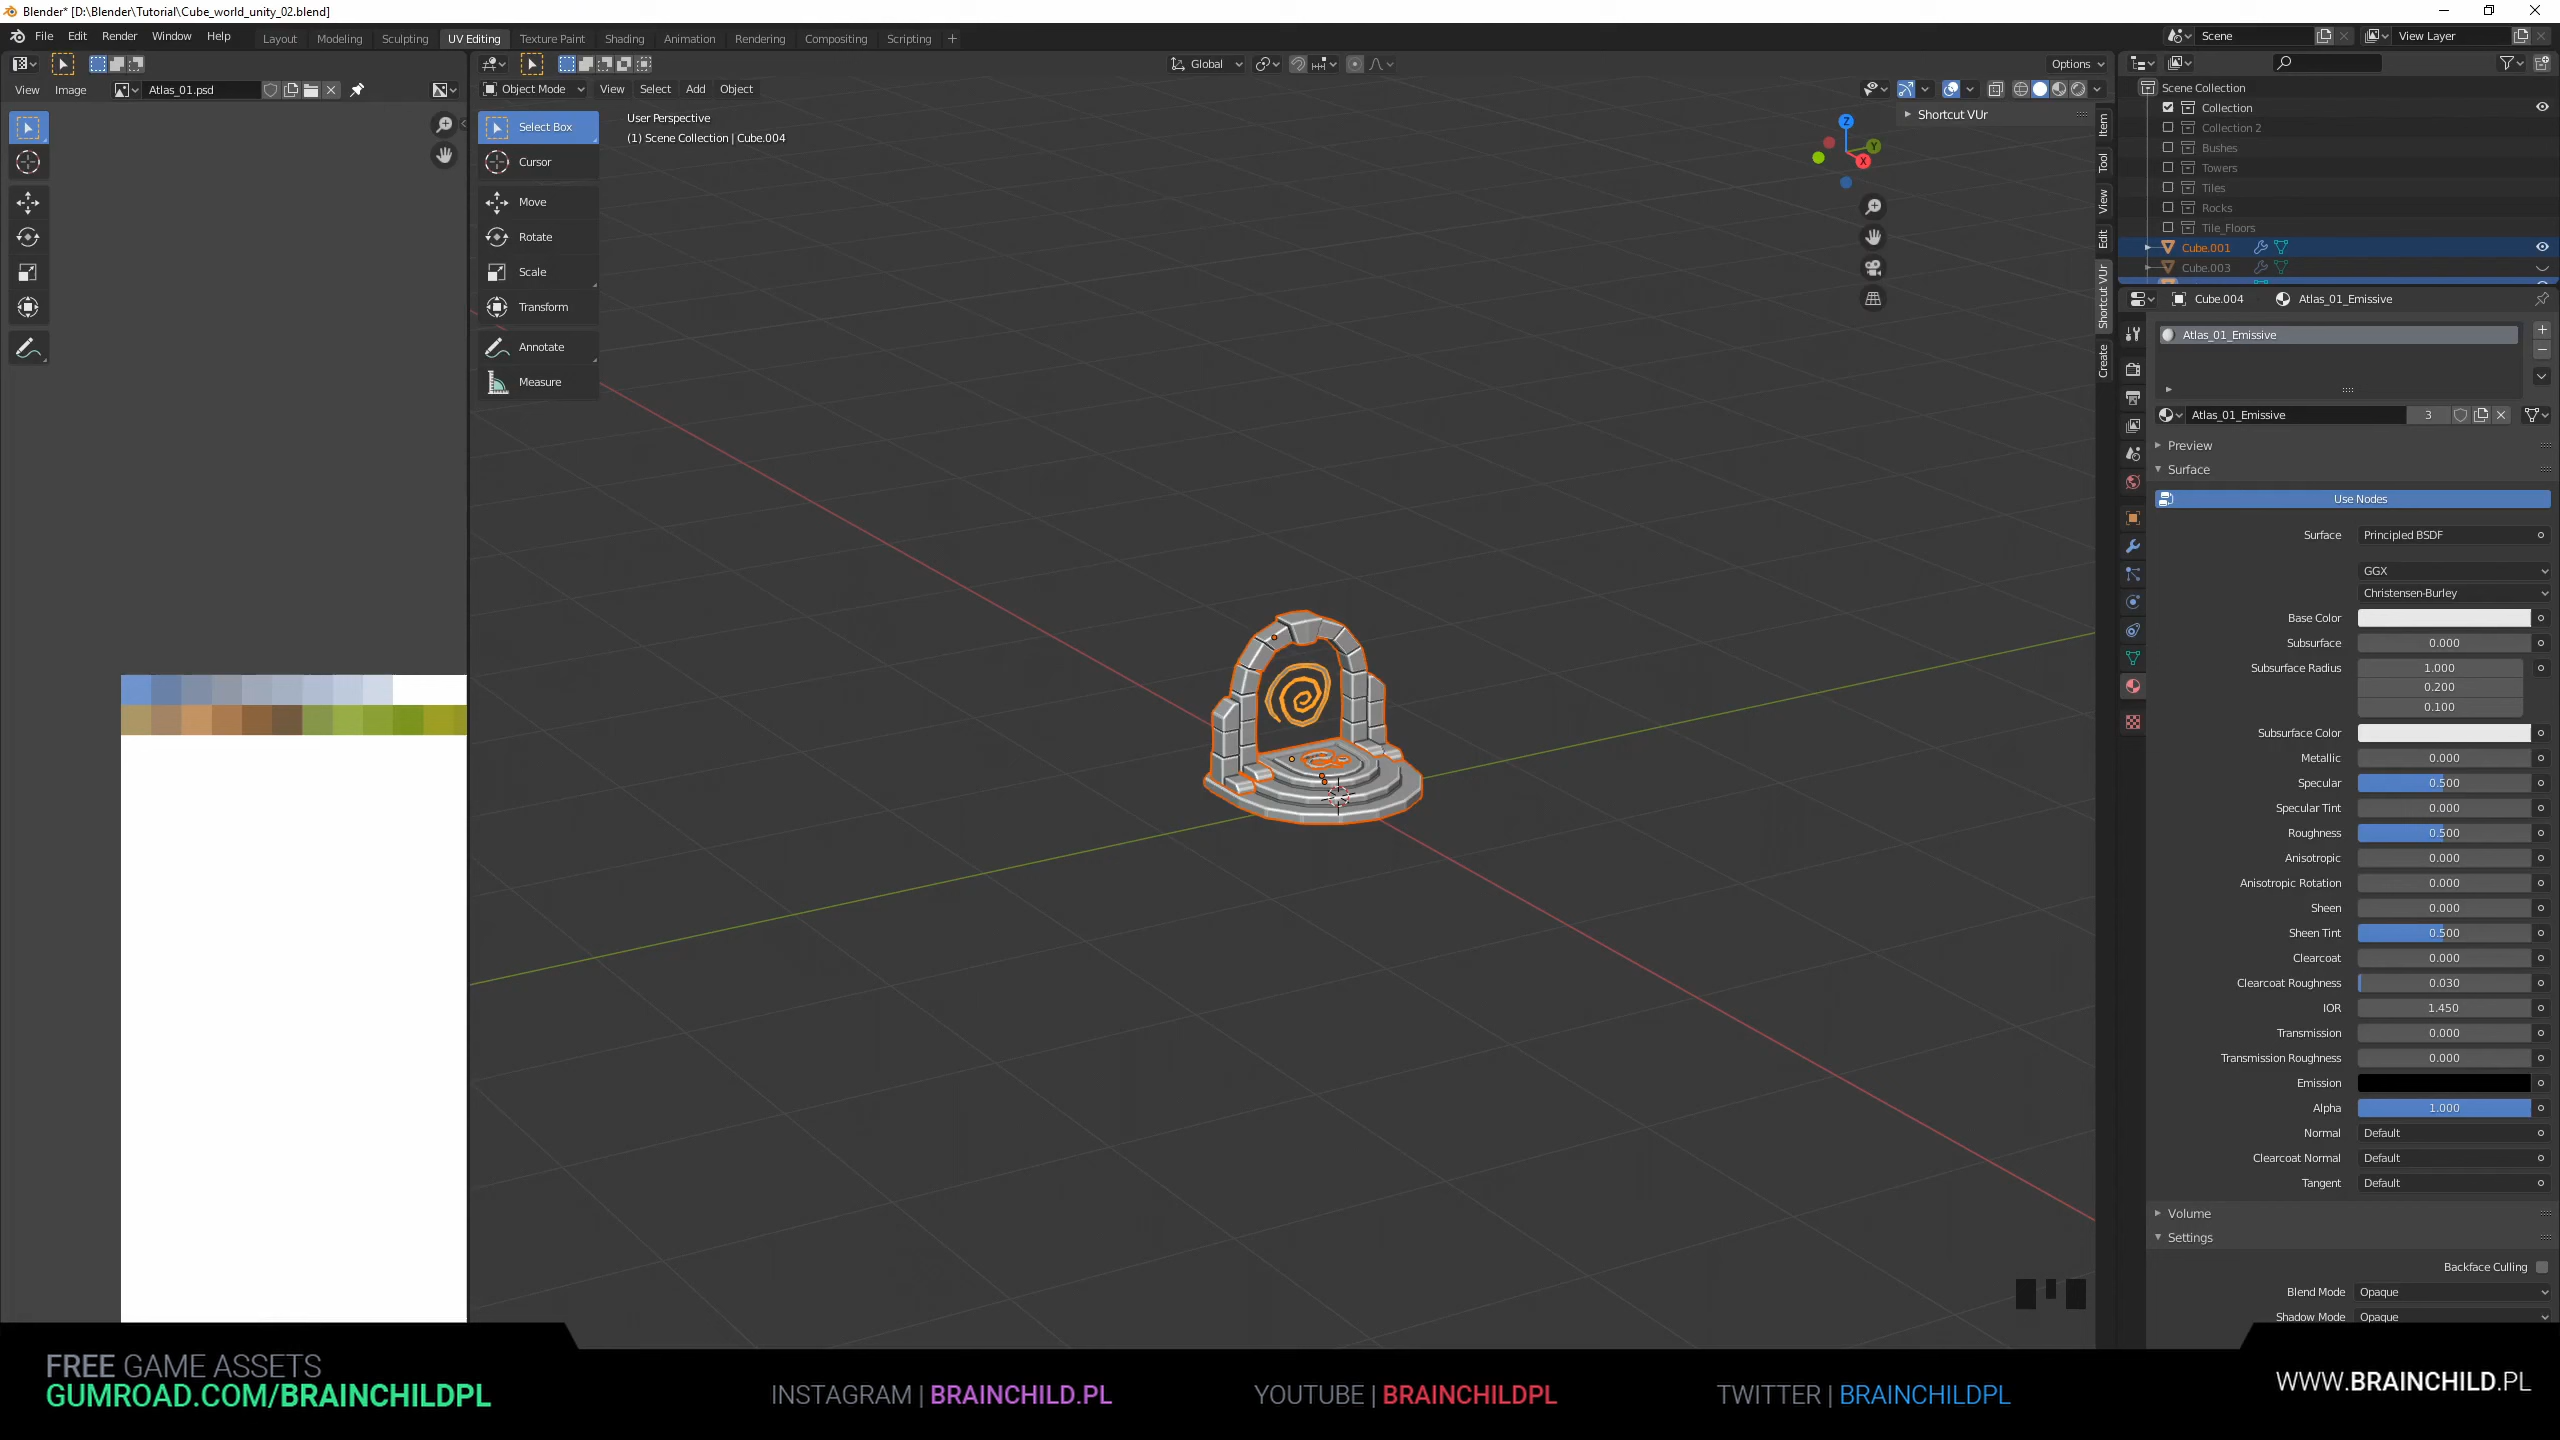 Blender* [D:\Blender\Tutorial\Cube_world_unity_02.blend]
File Edit Render Window Help
Layout Modeling Sculpting UV Editing Texture Paint Shading Animation Rendering Compositing Scripting +
Scene
View Layer
Global
Options
View Image
Atlas_01.psd
Object Mode View Select Add Object
Select Box
Cursor
Move
Rotate
Scale
Transform
Annotate
Measure
User Perspective
(1) Scene Collection | Cube.004
Shortcut VUr
Z
Y
X
Item
Tool
View
Edit
Shortcut VUr
Create
Scene Collection
Collection
Collection 2
Bushes
Towers
Tiles
Rocks
Tile_Floors
Cube.001
Cube.003
Cube.004 Atlas_01_Emissive
Atlas_01_Emissive
Atlas_01_Emissive 3
Preview
Surface
Use Nodes
Surface Principled BSDF
GGX
Christensen-Burley
Base Color
Subsurface 0.000
Subsurface Radius 1.000
0.200
0.100
Subsurface Color
Metallic 0.000
Specular 0.500
Specular Tint 0.000
Roughness 0.500
Anisotropic 0.000
Anisotropic Rotation 0.000
Sheen 0.000
Sheen Tint 0.500
Clearcoat 0.000
Clearcoat Roughness 0.030
IOR 1.450
Transmission 0.000
Transmission Roughness 0.000
Emission
Alpha 1.000
Normal Default
Clearcoat Normal Default
Tangent Default
Volume
Settings
Backface Culling
Blend Mode Opaque
Shadow Mode Opaque
FREE GAME ASSETS
GUMROAD.COM/BRAINCHILDPL
INSTAGRAM | BRAINCHILD.PL
YOUTUBE | BRAINCHILDPL
TWITTER | BRAINCHILDPL
WWW.BRAINCHILD.PL